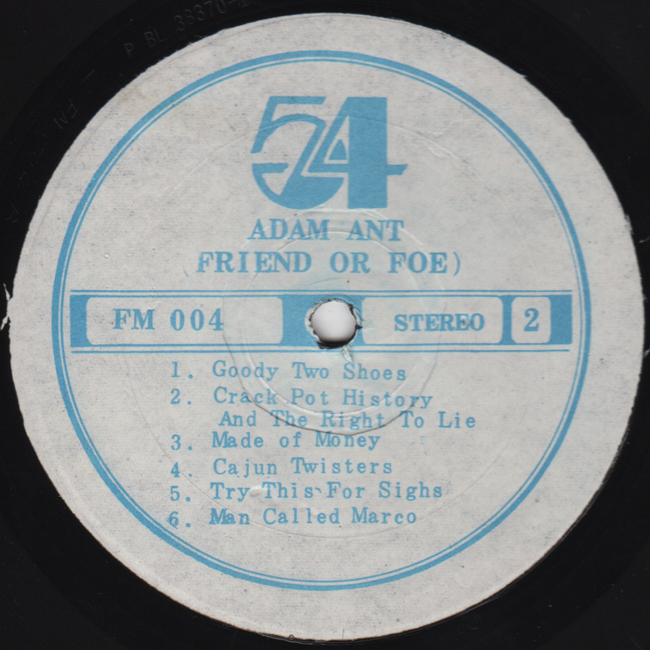 54
ADAM ANT
FRIEND OR FOE)
FM 004 STEREO 2
1. Goody Two Shoes
2. Crack Pot History
And The Right To Lie
3. Made of Money
4. Cajun Twisters
5. Try This For Sighs
6. Man Called Marco